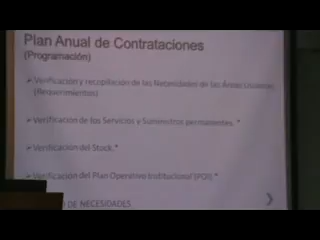 Plan Anual de Contrataciones
(Programación)
➢Verificación y recopilación de las Necesidades de las Áreas Usuarias
(Requerimientos)
➢Verificación de los Servicios y Suministros permanentes. *
➢Verificación del Stock.*
➢Verificación del Plan Operativo Institucional (POI). *
DE NECESIDADES